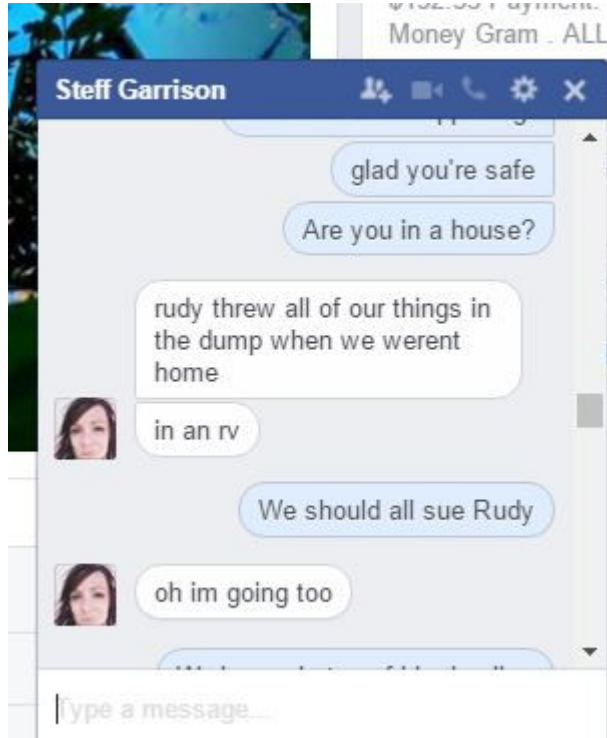 Money Gram . ALL
Steff Garrison
glad you're safe
Are you in a house?
rudy threw all of our things in
the dump when we werent
home
in an rv
We should all sue Rudy
oh im going too
Type a message...